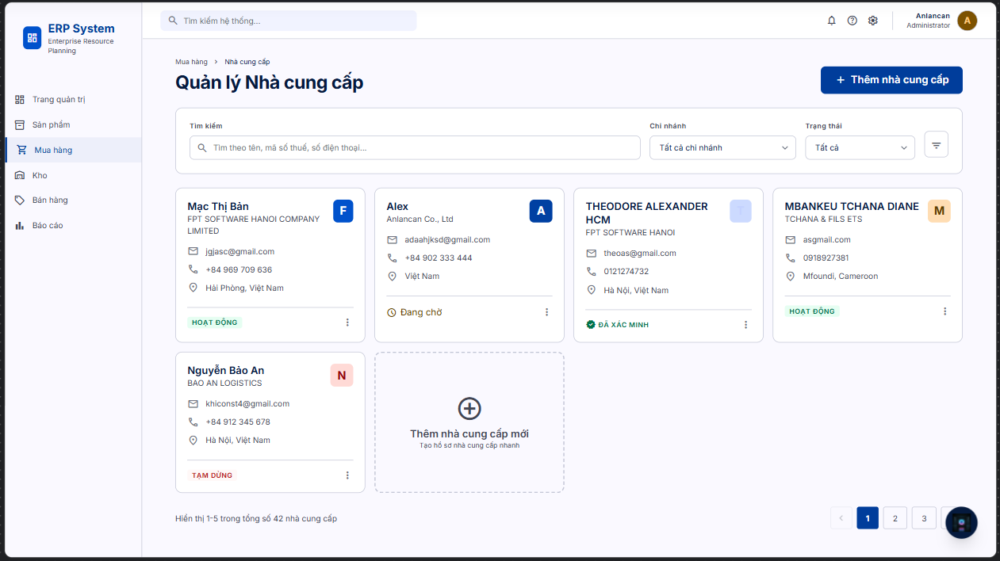 ERP System
Enterprise Resource
Planning
Tìm kiếm hệ thống...
Anlancan
Administrator
A
Trang quản trị
Sản phẩm
Mua hàng
Kho
Bán hàng
Báo cáo
Mua hàng > Nhà cung cấp
Quản lý Nhà cung cấp
+ Thêm nhà cung cấp
Tìm kiếm
Tìm theo tên, mã số thuế, số điện thoại...
Chi nhánh
Tất cả chi nhánh
Trạng thái
Tất cả
Mạc Thị Bản
F
FPT SOFTWARE HANOI COMPANY
LIMITED
jgjasc@gmail.com
+84 969 709 636
Hải Phòng, Việt Nam
HOẠT ĐỘNG
Alex
A
Anlancan Co., Ltd
adaahjksd@gmail.com
+84 902 333 444
Việt Nam
Đang chờ
THEODORE ALEXANDER
HCM
T
FPT SOFTWARE HANOI
theoas@gmail.com
0121274732
Hà Nội, Việt Nam
ĐÃ XÁC MINH
MBANKEU TCHANA DIANE
M
TCHANA & FILS ETS
asgmail.com
0918927381
Mfoundi, Cameroon
HOẠT ĐỘNG
Nguyễn Bảo An
N
BAO AN LOGISTICS
khiconst4@gmail.com
+84 912 345 678
Hà Nội, Việt Nam
TẠM DỪNG
Thêm nhà cung cấp mới
Tạo hồ sơ nhà cung cấp nhanh
Hiển thị 1-5 trong tổng số 42 nhà cung cấp
1
2
3